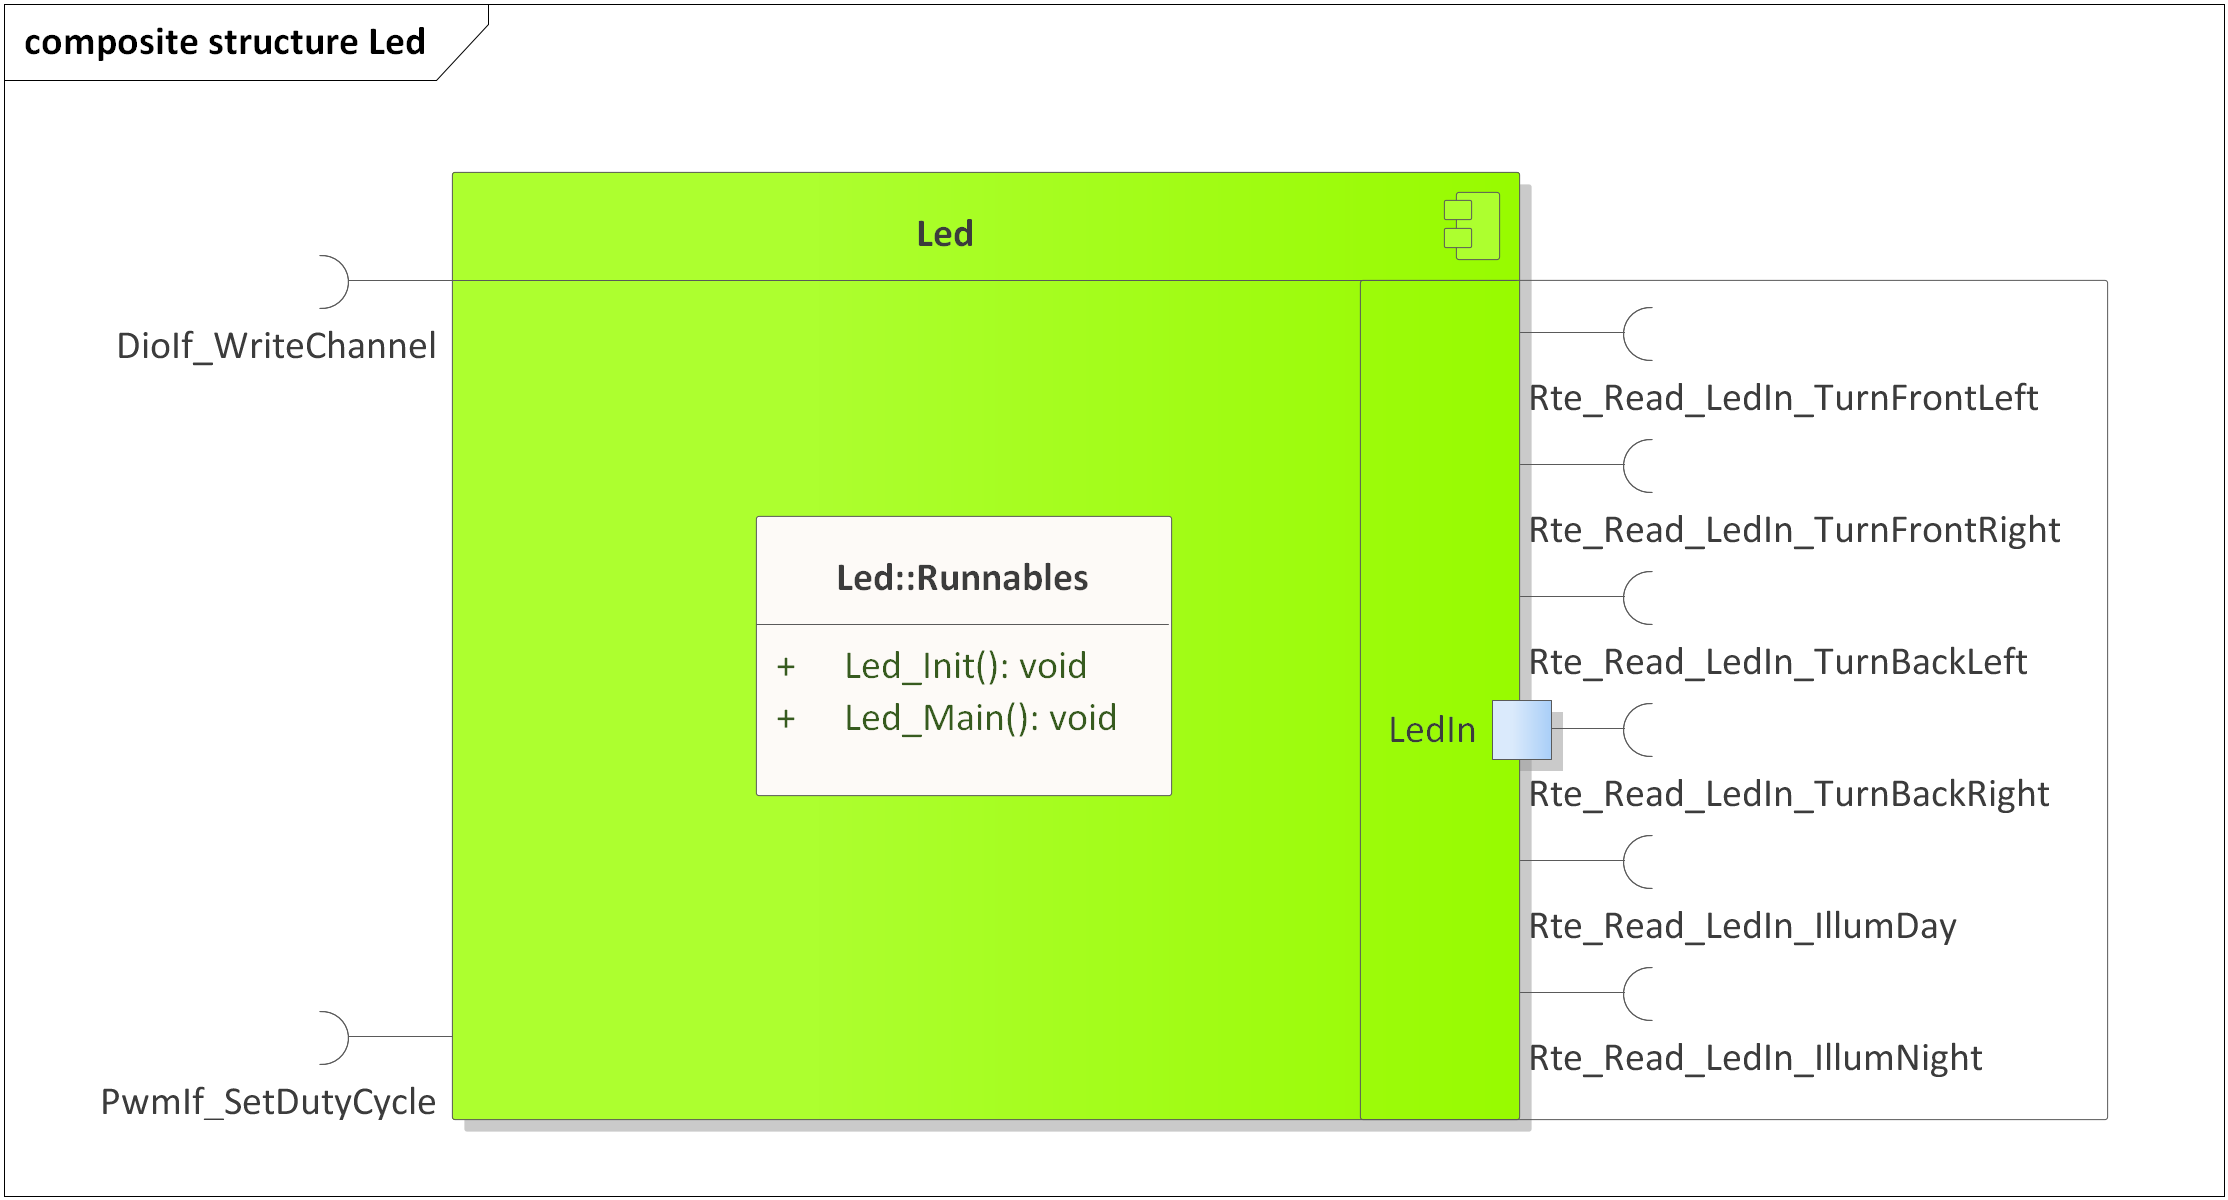 composite structure Led
Led
DioIf_WriteChannel
Rte_Read_LedIn_TurnFrontLeft
Rte_Read_LedIn_TurnFrontRight
Led::Runnables
+ Led_Init(): void
+ Led_Main(): void
Rte_Read_LedIn_TurnBackLeft
LedIn
Rte_Read_LedIn_TurnBackRight
Rte_Read_LedIn_IllumDay
Rte_Read_LedIn_IllumNight
PwmIf_SetDutyCycle